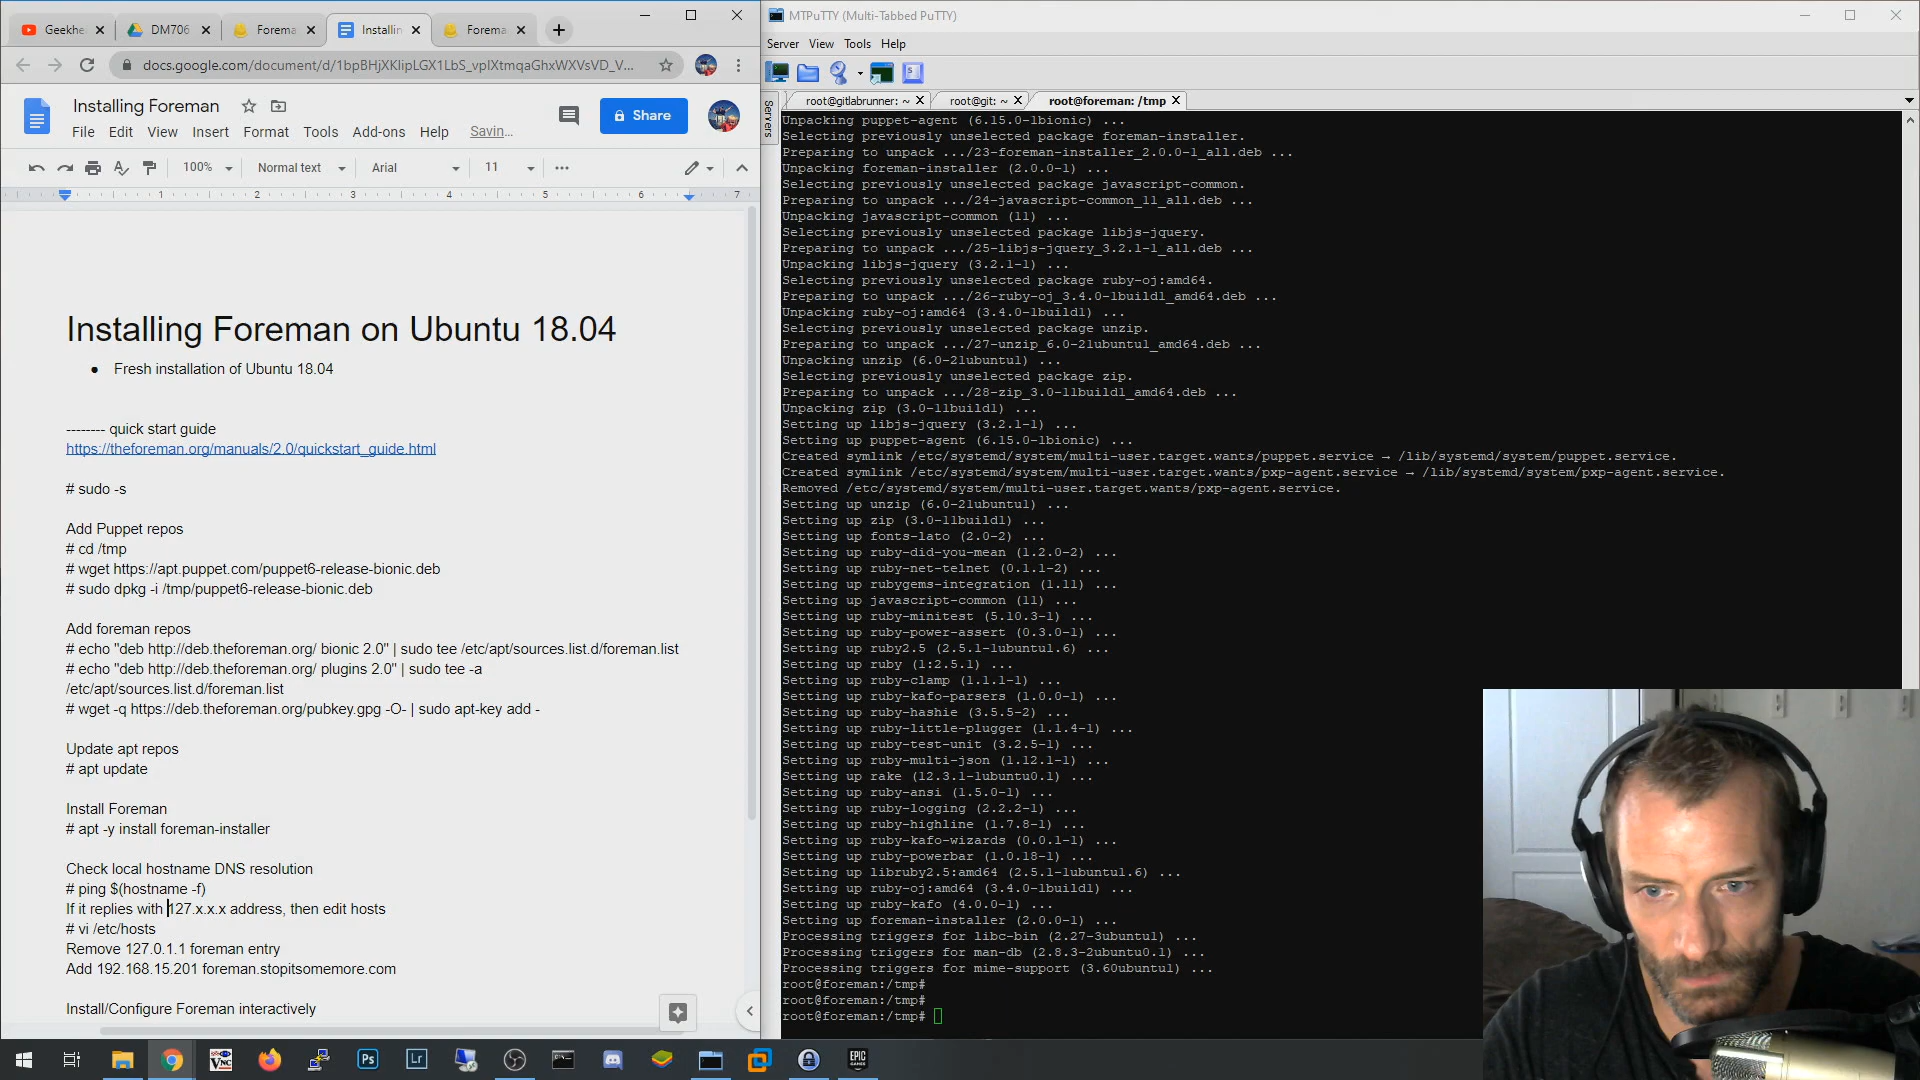 Geekhe
DM706
Forema
Installin
Forema
docs.google.com/document/d/1bpBHjXKlipLGX1LbS_vpIXtmqaGhxWXVsVD_V...
Installing Foreman
File Edit View Insert Format Tools Add-ons Help Savin...
Share
100% Normal text Arial 11
1 2 3 4 5 6 7
Installing Foreman on Ubuntu 18.04
● Fresh installation of Ubuntu 18.04
-------- quick start guide
https://theforeman.org/manuals/2.0/quickstart_guide.html
# sudo -s
Add Puppet repos
# cd /tmp
# wget https://apt.puppet.com/puppet6-release-bionic.deb
# sudo dpkg -i /tmp/puppet6-release-bionic.deb
Add foreman repos
# echo "deb http://deb.theforeman.org/ bionic 2.0" | sudo tee /etc/apt/sources.list.d/foreman.list
# echo "deb http://deb.theforeman.org/ plugins 2.0" | sudo tee -a
/etc/apt/sources.list.d/foreman.list
# wget -q https://deb.theforeman.org/pubkey.gpg -O- | sudo apt-key add -
Update apt repos
# apt update
Install Foreman
# apt -y install foreman-installer
Check local hostname DNS resolution
# ping $(hostname -f)
If it replies with 127.x.x.x address, then edit hosts
# vi /etc/hosts
Remove 127.0.1.1 foreman entry
Add 192.168.15.201 foreman.stopitsomemore.com
Install/Configure Foreman interactively
MTPuTTY (Multi-Tabbed PuTTY)
Server View Tools Help
Servers
root@gitlabrunner: ~
root@git: ~
root@foreman: /tmp
Unpacking puppet-agent (6.15.0-1bionic) ...
Selecting previously unselected package foreman-installer.
Preparing to unpack .../23-foreman-installer_2.0.0-1_all.deb ...
Unpacking foreman-installer (2.0.0-1) ...
Selecting previously unselected package javascript-common.
Preparing to unpack .../24-javascript-common_11_all.deb ...
Unpacking javascript-common (11) ...
Selecting previously unselected package libjs-jquery.
Preparing to unpack .../25-libjs-jquery_3.2.1-1_all.deb ...
Unpacking libjs-jquery (3.2.1-1) ...
Selecting previously unselected package ruby-oj:amd64.
Preparing to unpack .../26-ruby-oj_3.4.0-1build1_amd64.deb ...
Unpacking ruby-oj:amd64 (3.4.0-1build1) ...
Selecting previously unselected package unzip.
Preparing to unpack .../27-unzip_6.0-21ubuntu1_amd64.deb ...
Unpacking unzip (6.0-21ubuntu1) ...
Selecting previously unselected package zip.
Preparing to unpack .../28-zip_3.0-11build1_amd64.deb ...
Unpacking zip (3.0-11build1) ...
Setting up libjs-jquery (3.2.1-1) ...
Setting up puppet-agent (6.15.0-1bionic) ...
Created symlink /etc/systemd/system/multi-user.target.wants/puppet.service → /lib/systemd/system/puppet.service.
Created symlink /etc/systemd/system/multi-user.target.wants/pxp-agent.service → /lib/systemd/system/pxp-agent.service.
Removed /etc/systemd/system/multi-user.target.wants/pxp-agent.service.
Setting up unzip (6.0-21ubuntu1) ...
Setting up zip (3.0-11build1) ...
Setting up fonts-lato (2.0-2) ...
Setting up ruby-did-you-mean (1.2.0-2) ...
Setting up ruby-net-telnet (0.1.1-2) ...
Setting up rubygems-integration (1.11) ...
Setting up javascript-common (11) ...
Setting up ruby-minitest (5.10.3-1) ...
Setting up ruby-power-assert (0.3.0-1) ...
Setting up ruby2.5 (2.5.1-1ubuntu1.6) ...
Setting up ruby (1:2.5.1) ...
Setting up ruby-clamp (1.1.1-1) ...
Setting up ruby-kafo-parsers (1.0.0-1) ...
Setting up ruby-hashie (3.5.5-2) ...
Setting up ruby-little-plugger (1.1.4-1) ...
Setting up ruby-test-unit (3.2.5-1) ...
Setting up ruby-multi-json (1.12.1-1) ...
Setting up rake (12.3.1-1ubuntu0.1) ...
Setting up ruby-ansi (1.5.0-1) ...
Setting up ruby-logging (2.2.2-1) ...
Setting up ruby-highline (1.7.8-1) ...
Setting up ruby-kafo-wizards (0.0.1-1) ...
Setting up ruby-powerbar (1.0.18-1) ...
Setting up libruby2.5:amd64 (2.5.1-1ubuntu1.6) ...
Setting up ruby-oj:amd64 (3.4.0-1build1) ...
Setting up ruby-kafo (4.0.0-1) ...
Setting up foreman-installer (2.0.0-1) ...
Processing triggers for libc-bin (2.27-3ubuntu1) ...
Processing triggers for man-db (2.8.3-2ubuntu0.1) ...
Processing triggers for mime-support (3.60ubuntu1) ...
root@foreman:/tmp#
root@foreman:/tmp#
root@foreman:/tmp#
VNC
Ps
Lr
EPIC